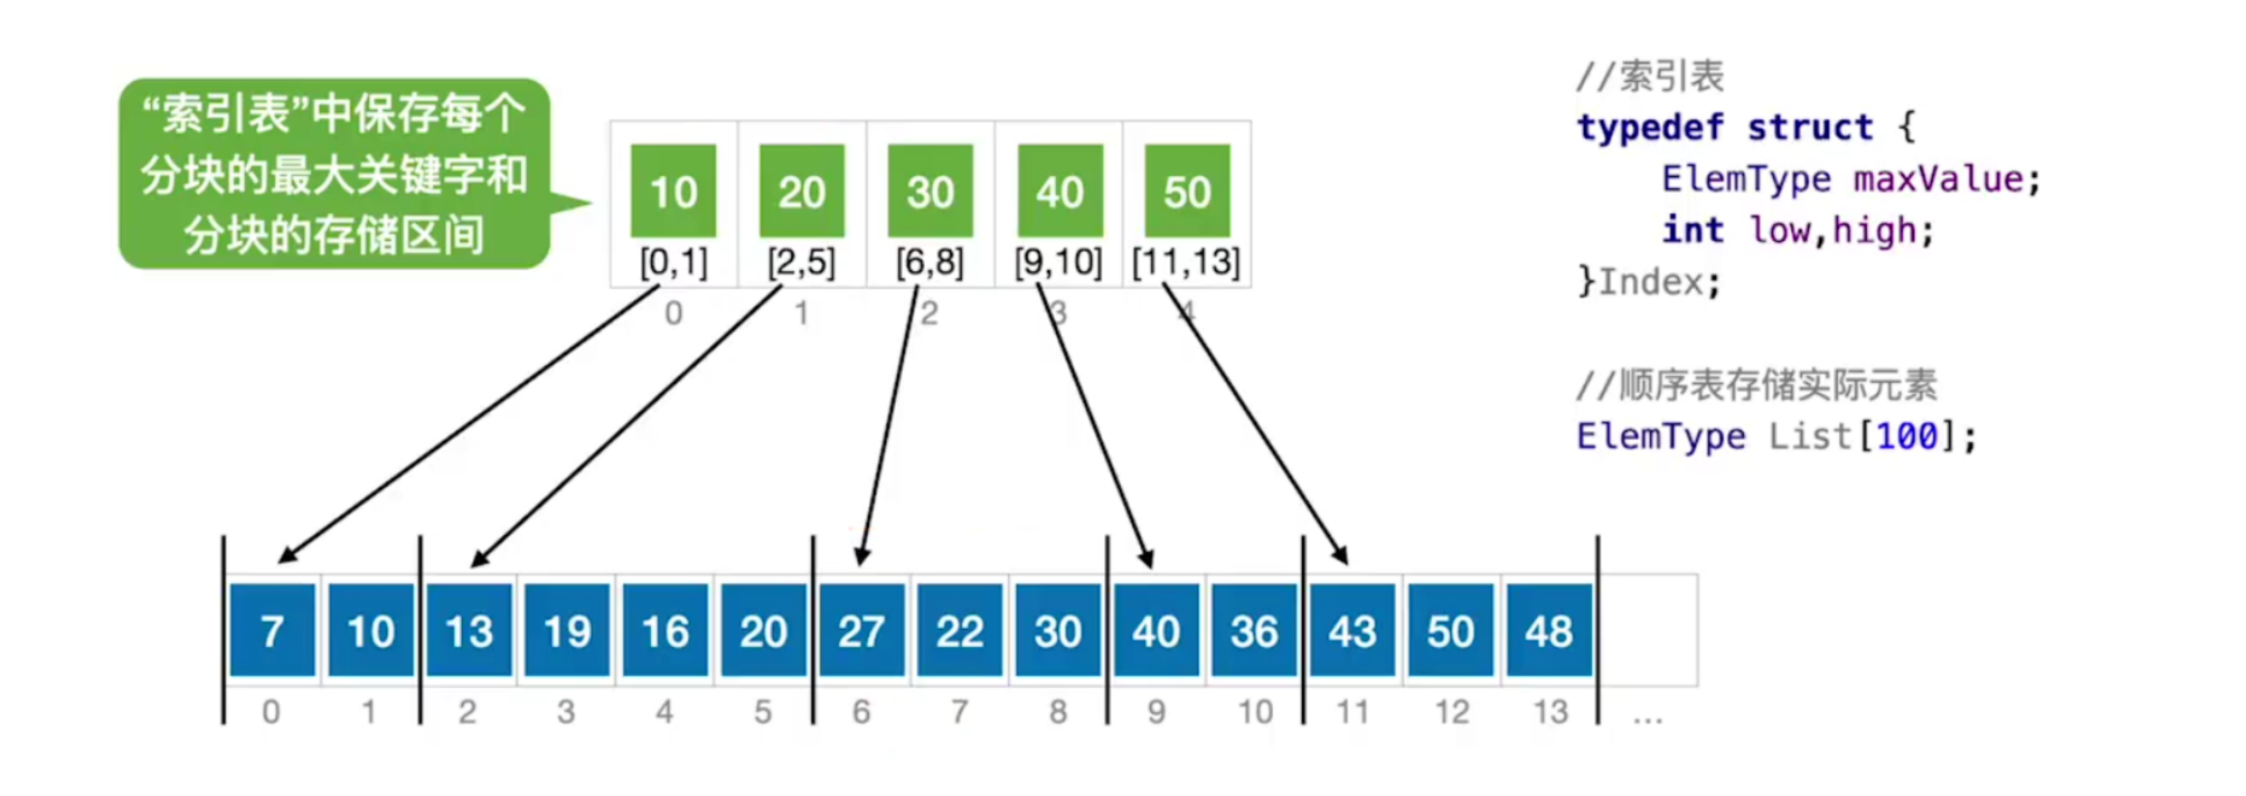 “索引表”中保存每个
分块的最大关键字和
分块的存储区间
10 20 30 40 50
[0,1] [2,5] [6,8] [9,10] [11,13]
0 1 2 3 4
7 10 13 19 16 20 27 22 30 40 36 43 50 48
0 1 2 3 4 5 6 7 8 9 10 11 12 13 ...
//索引表
typedef struct {
    ElemType maxValue;
    int low,high;
}Index;
//顺序表存储实际元素
ElemType List[100];